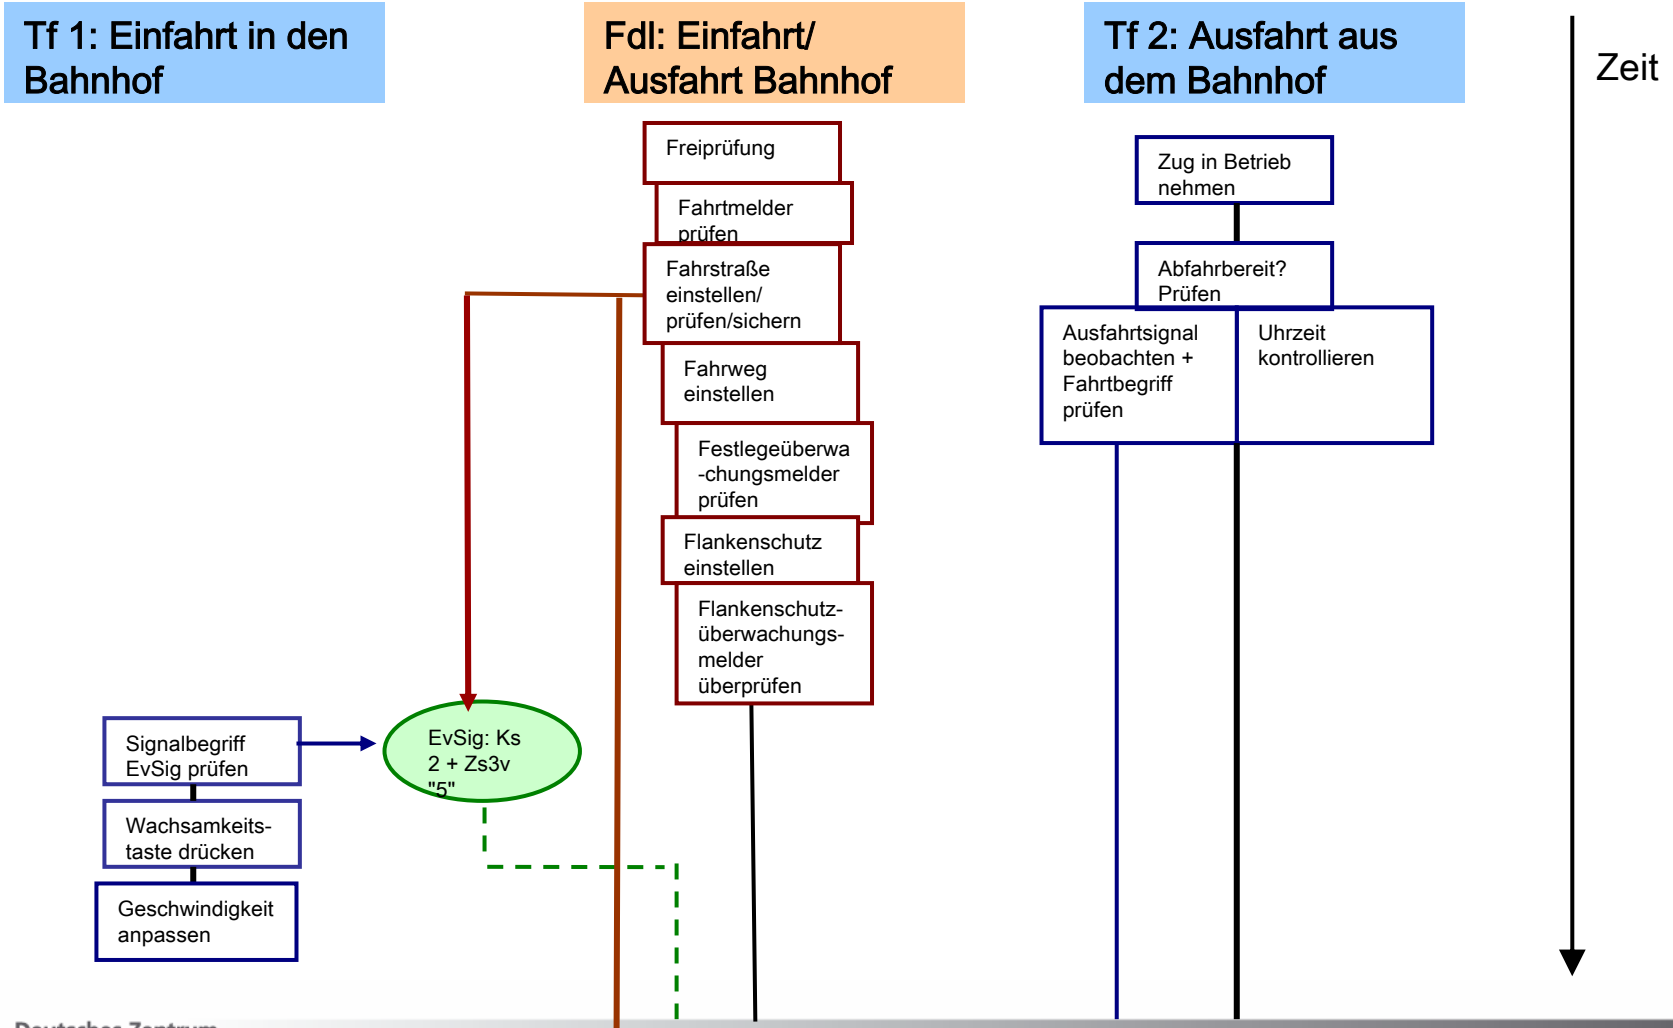 Tf 1: Einfahrt in den
Bahnhof
Fdl: Einfahrt/
Ausfahrt Bahnhof
Tf 2: Ausfahrt aus
dem Bahnhof
Zeit
Freiprüfung
Fahrtmelder
prüfen
Fahrstraße
einstellen/
prüfen/sichern
Fahrweg
einstellen
Festlegeüberwa
-chungsmelder
prüfen
Flankenschutz
einstellen
Flankenschutz-
überwachungs-
melder
überprüfen
Zug in Betrieb
nehmen
Abfahrbereit?
Prüfen
Ausfahrtsignal
beobachten +
Fahrtbegriff
prüfen
Uhrzeit
kontrollieren
Signalbegriff
EvSig prüfen
Wachsamkeits-
taste drücken
Geschwindigkeit
anpassen
EvSig: Ks
2 + Zs3v
"5"
Deutsches Zentrum